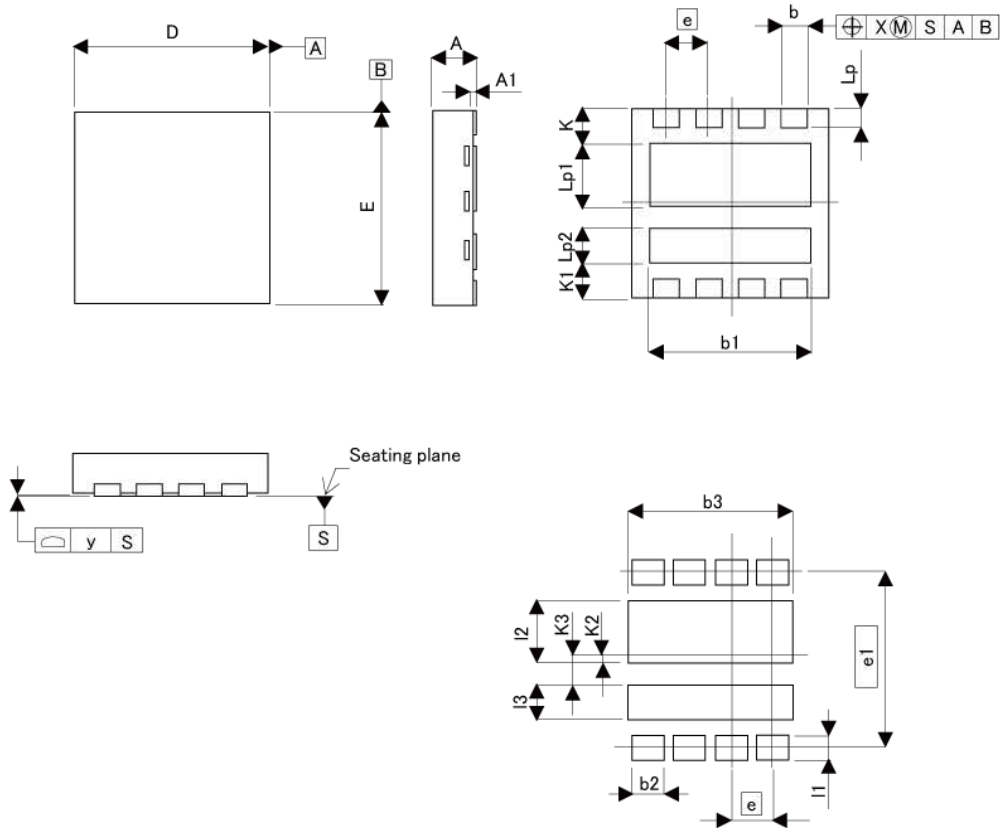 D
A
B
E
A
A1
e
b
⌖ X Ⓜ S A B
Lp
K
Lp1
Lp2
K1
b1
Seating plane
⌓ y S
S
b3
l2
K3
K2
l3
e1
b2
e
l1